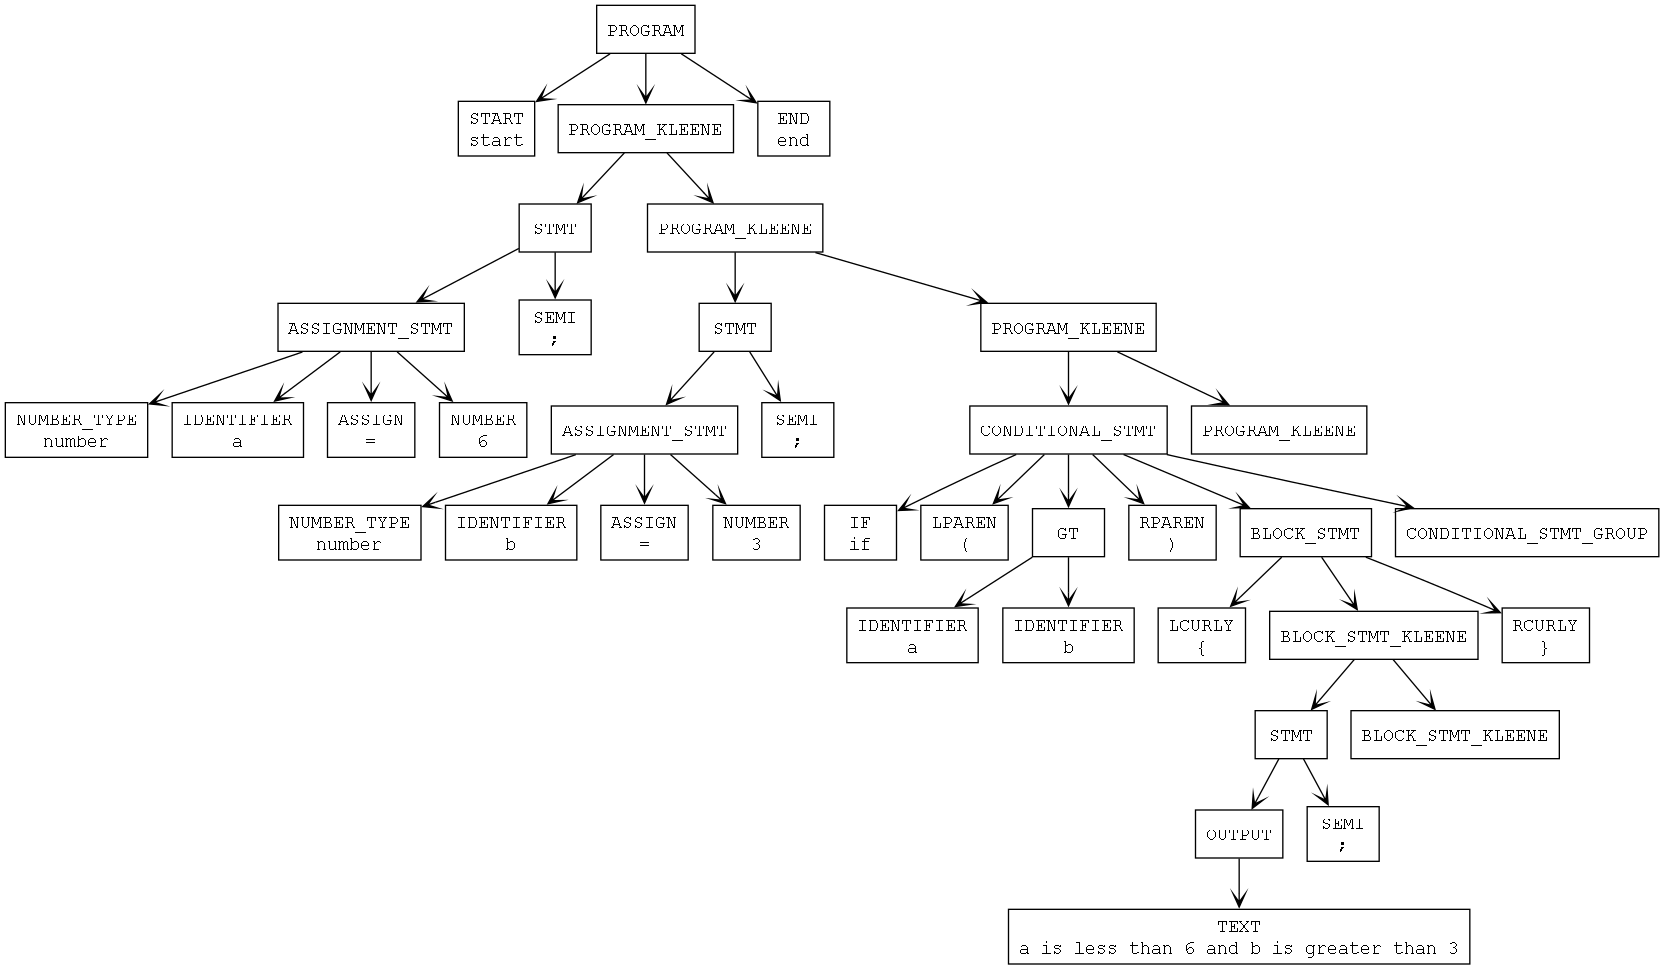 PROGRAM
START
start
PROGRAM_KLEENE
END
end
STMT
PROGRAM_KLEENE
ASSIGNMENT_STMT
SEMI
;
STMT
PROGRAM_KLEENE
NUMBER_TYPE
number
IDENTIFIER
a
ASSIGN
=
NUMBER
6
ASSIGNMENT_STMT
SEMI
;
CONDITIONAL_STMT
PROGRAM_KLEENE
NUMBER_TYPE
number
IDENTIFIER
b
ASSIGN
=
NUMBER
3
IF
if
LPAREN
(
GT
RPAREN
)
BLOCK_STMT
CONDITIONAL_STMT_GROUP
IDENTIFIER
a
IDENTIFIER
b
LCURLY
{
BLOCK_STMT_KLEENE
RCURLY
}
STMT
BLOCK_STMT_KLEENE
OUTPUT
SEMI
;
TEXT
a is less than 6 and b is greater than 3